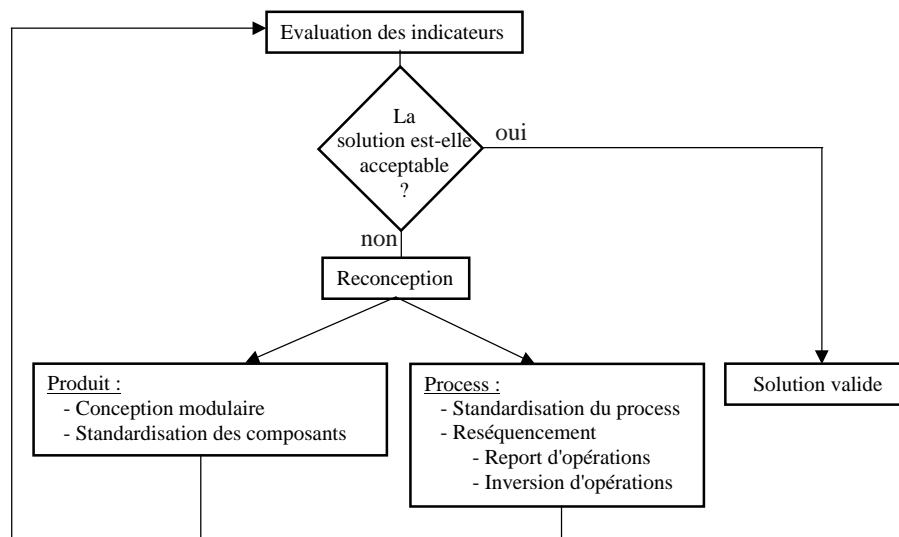 Evaluation des indicateurs
La
solution est-elle
acceptable
?
oui
non
Reconception
Produit :
- Conception modulaire
- Standardisation des composants
Process :
- Standardisation du process
- Reséquencement
- Report d'opérations
- Inversion d'opérations
Solution valide